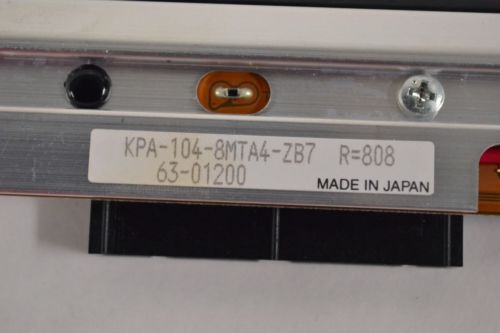 KPA-104-8MTA4-ZB7 R=808
63-01200
MADE IN JAPAN